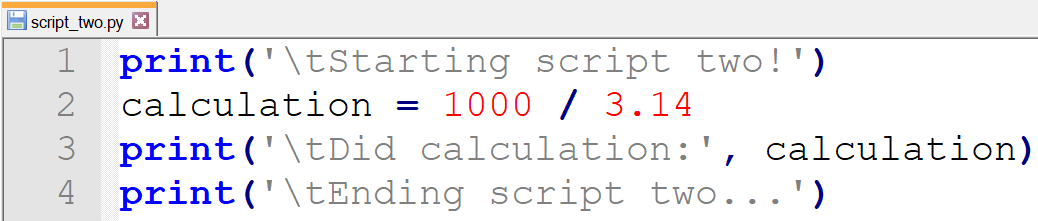 script_two.py
1 print('\tStarting script two!')
2 calculation = 1000 / 3.14
3 print('\tDid calculation:', calculation)
4 print('\tEnding script two...')